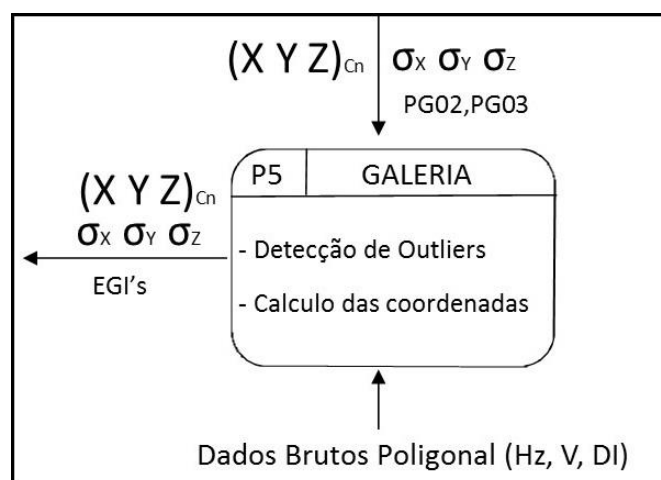 (X Y Z)Cn σX σY σZ
PG02,PG03
P5 GALERIA
- Detecção de Outliers
- Calculo das coordenadas
(X Y Z)Cn
σX σY σZ
EGI's
Dados Brutos Poligonal (Hz, V, DI)